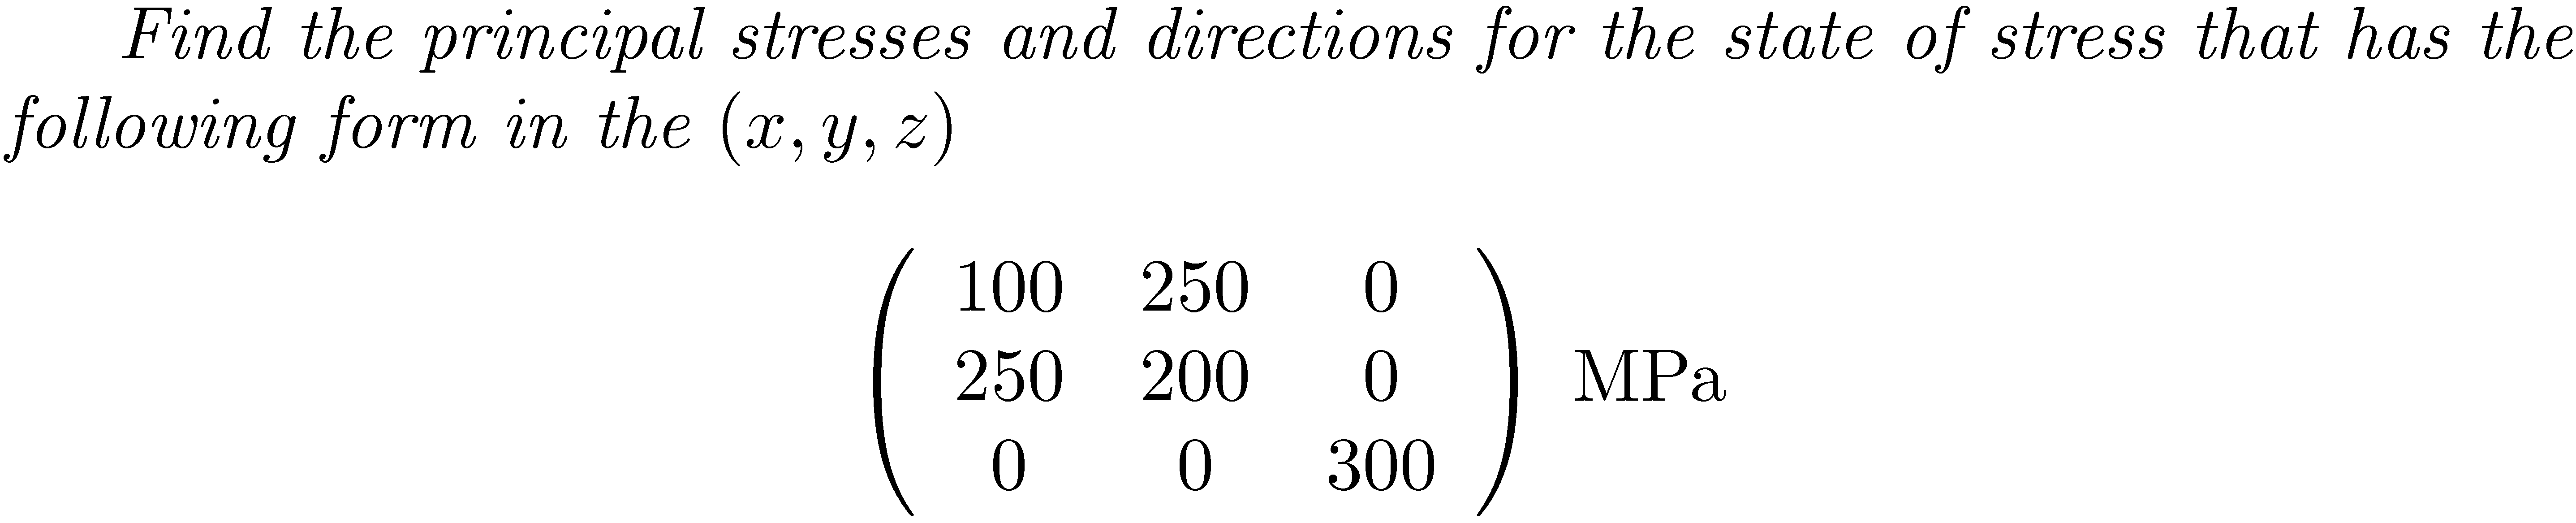 Find the principal stresses and directions for the state of stress that has the
following form in the (x, y, z)
100 250 0
250 200 0 MPa
0 0 300